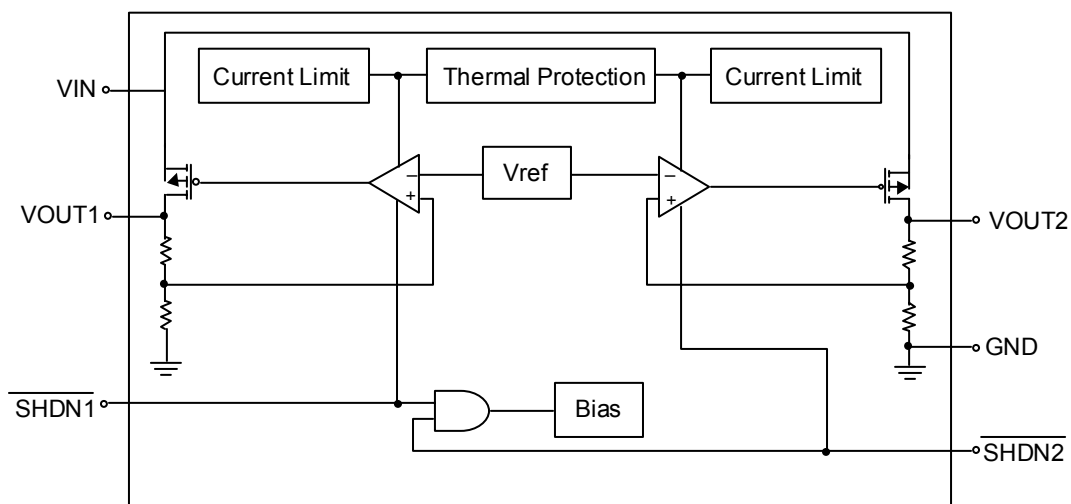 Current Limit
Thermal Protection
Current Limit
VIN
−
Vref
−
+
+
VOUT1
VOUT2
GND
SHDN1
Bias
SHDN2